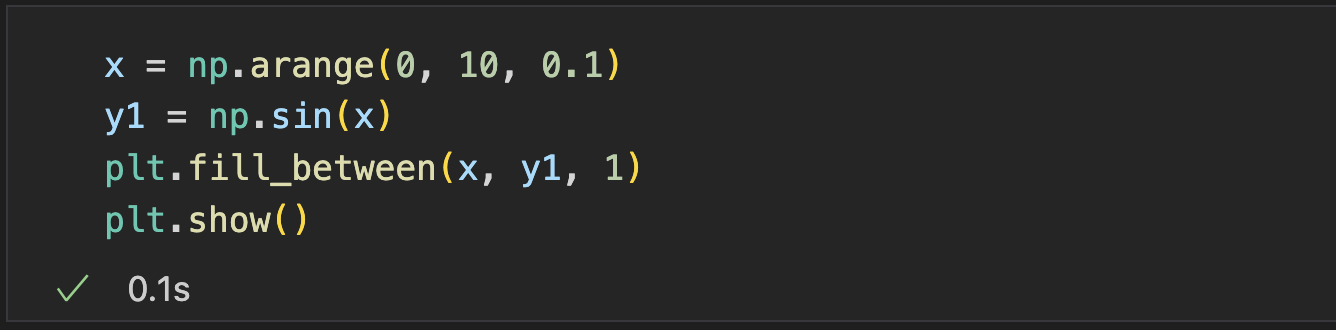 x = np.arange(0, 10, 0.1)
y1 = np.sin(x)
plt.fill_between(x, y1, 1)
plt.show()
✓ 0.1s